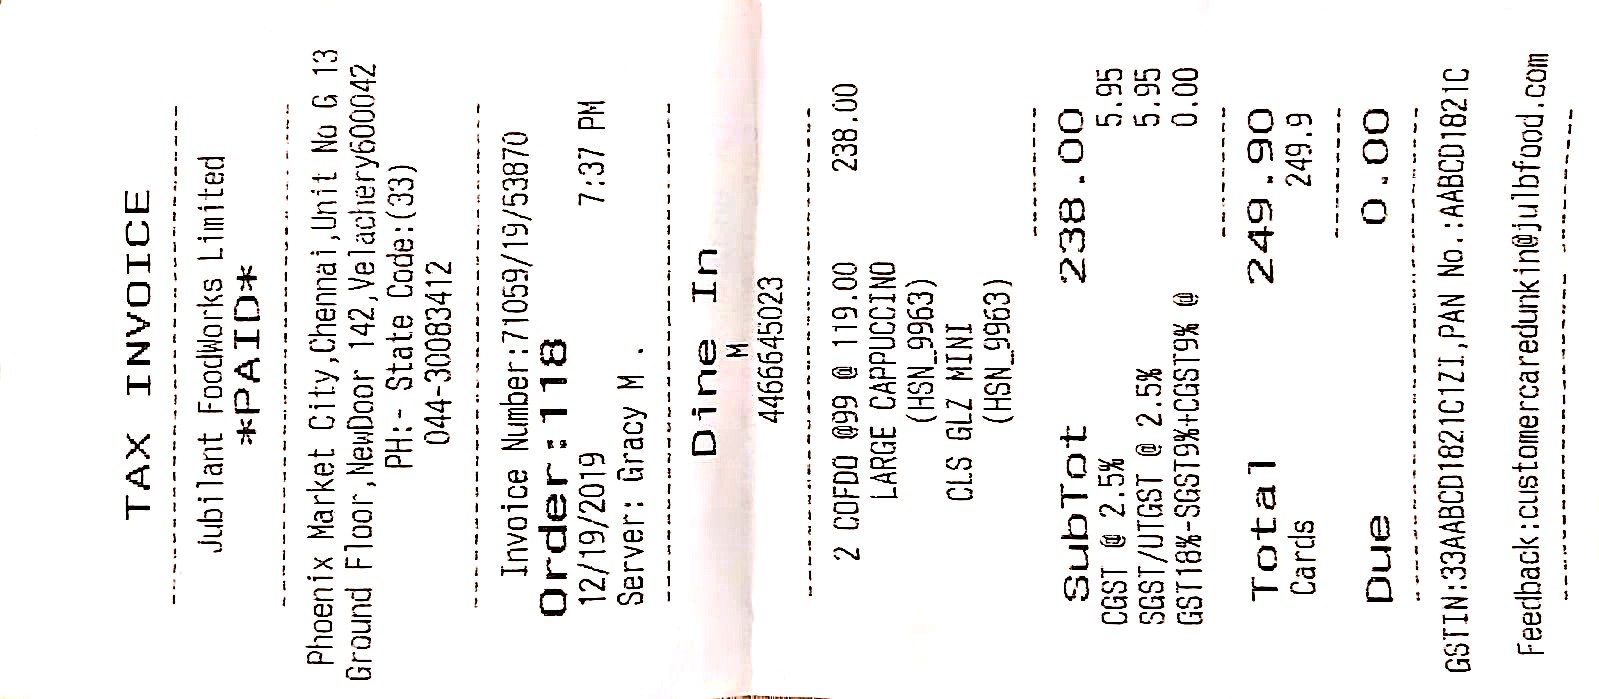 TAX INVOICE
Jubilant FoodWorks Limited
*PAID*
Phoenix Market City,Chennai,Unit No G 13
Ground Floor,NewDoor 142,Velachery600042
PH:- State Code:(33)
044-30083412
Invoice Number:71059/19/53870
Order:118
12/19/2019 7:37 PM
Server: Gracy M .
Dine In
M
4466645023
2 COFDO @99 @ 119.00 238.00
LARGE CAPPUCCINO
(HSN_9963)
CLS GLZ MINI
(HSN_9963)
SubTot 238.00
CGST @ 2.5% 5.95
SGST/UTGST @ 2.5% 5.95
GST18%-SGST9%+CGST9% @ 0.00
Total 249.90
Cards 249.9
Due 0.00
GSTIN:33AABCD1821C1ZI,PAN No.:AABCD1821C
Feedback:customercaredunkin@julbfood.com